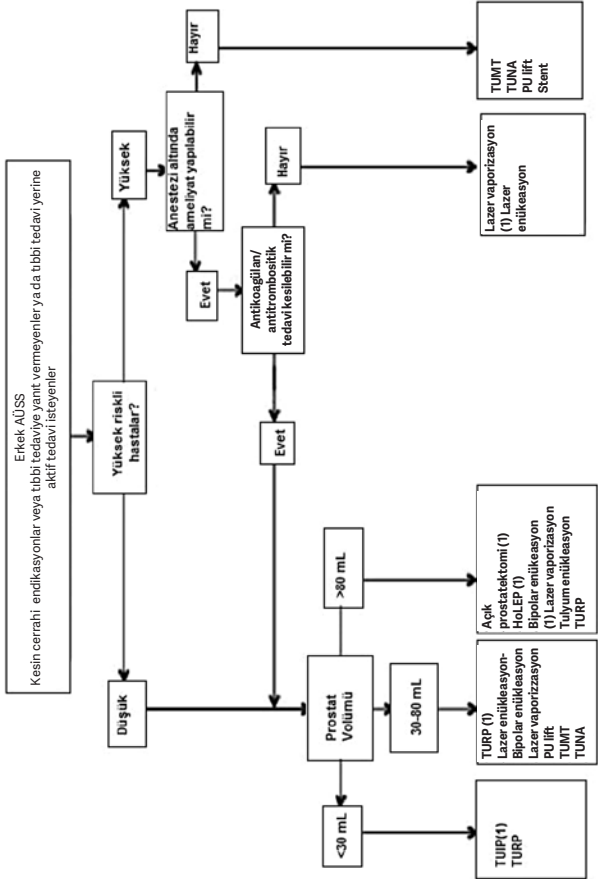 Erkek AÜSS
Kesin cerrahi endikasyonlar veya tıbbi tedaviye yanıt vermeyenler ya da tıbbi tedavi yerine
aktif tedavi isteyenler
Yüksek riskli
hastalar?
Düşük
Yüksek
Anestezi altında
ameliyat yapılabilir
mi?
Hayır
Evet
Antikoagülan/
antitrombositik
tedavi kesilebilir mi?
Hayır
Evet
Prostat
Volümü
<30 mL
30-80 mL
>80 mL
TUIP(1)
TURP
TURP (1)
Lazer enükleasyon-
Bipolar enükleasyon
Lazer vaporizzasyon
PU lift
TUMT
TUNA
Açık
prostatektomi (1)
HoLEP (1)
Bipolar enükeasyon
(1) Lazer vaporizasyon
Tulyum enükleasyon
TURP
Lazer vaporizasyon
(1) Lazer
enükeasyon
TUMT
TUNA
PU lift
Stent